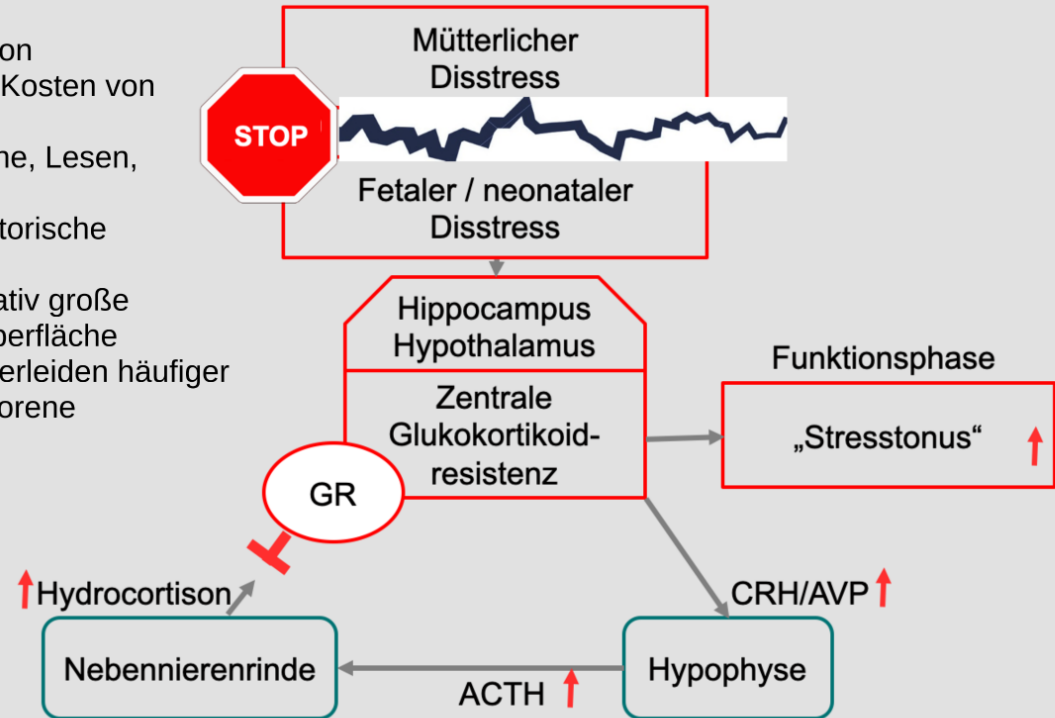 on
Kosten von
ne, Lesen,
torische
ativ große
berfläche
erleiden häufiger
orene
Mütterlicher
Disstress
STOP
Fetaler / neonataler
Disstress
Hippocampus
Hypothalamus
Zentrale
Glukokortikoid-
resistenz
GR
Funktionsphase
„Stresstonus“
Hydrocortison
CRH/AVP
Nebennierenrinde
ACTH
Hypophyse